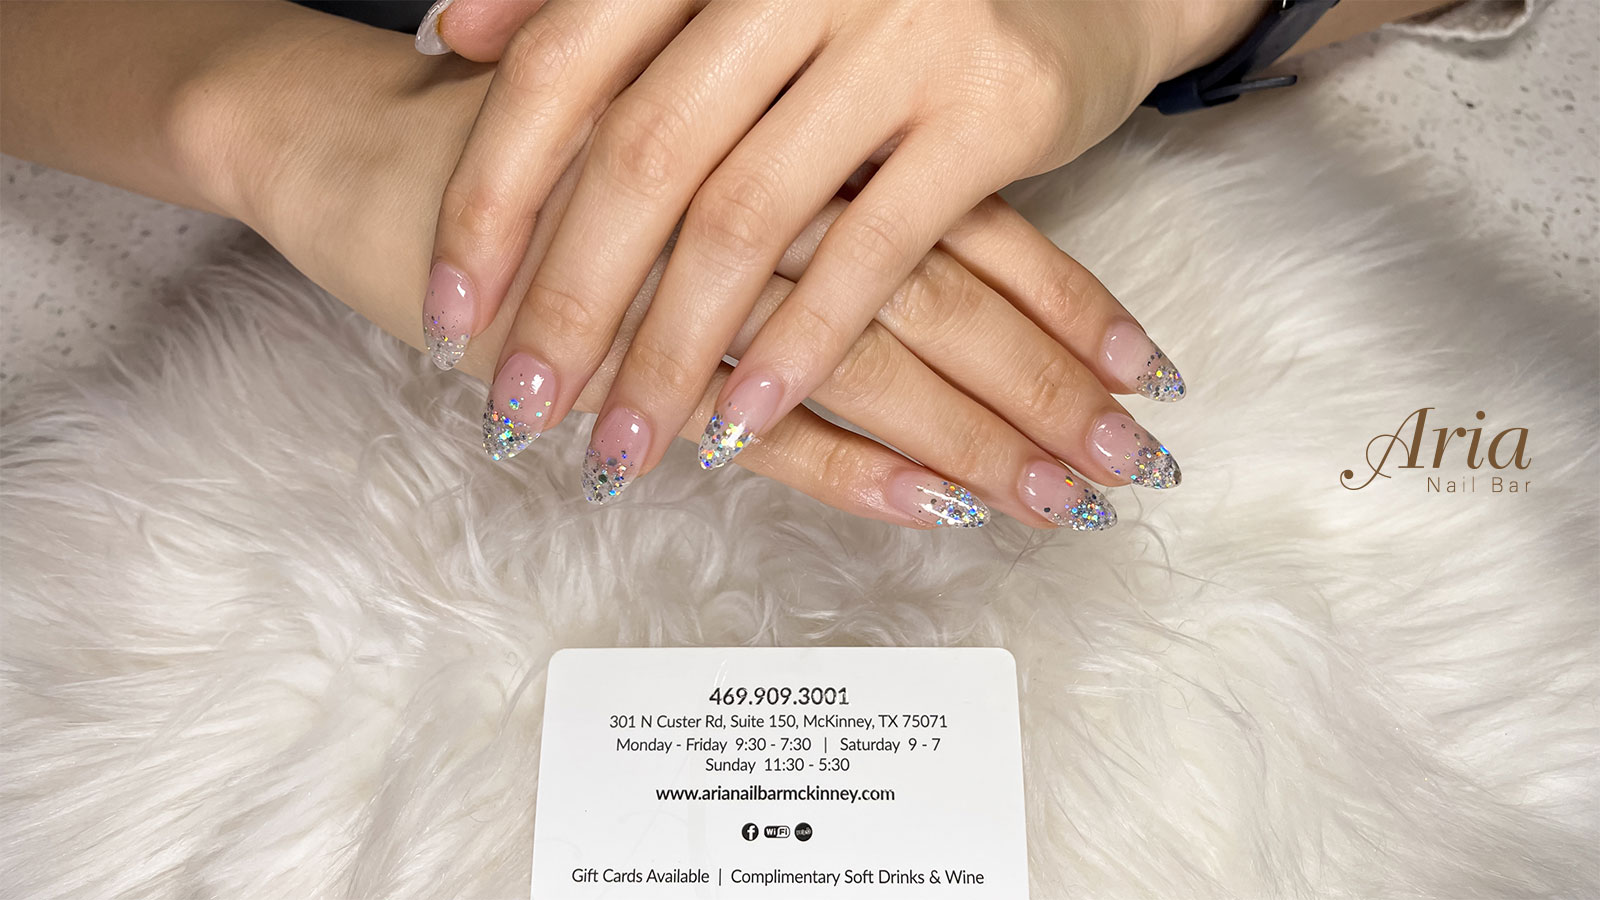 Aria
Nail Bar
469.909.3001
301 N Custer Rd, Suite 150, McKinney, TX 75071
Monday - Friday 9:30 - 7:30 | Saturday 9 - 7
Sunday 11:30 - 5:30
www.arianailbarmckinney.com
WiFi
Gift Cards Available | Complimentary Soft Drinks & Wine